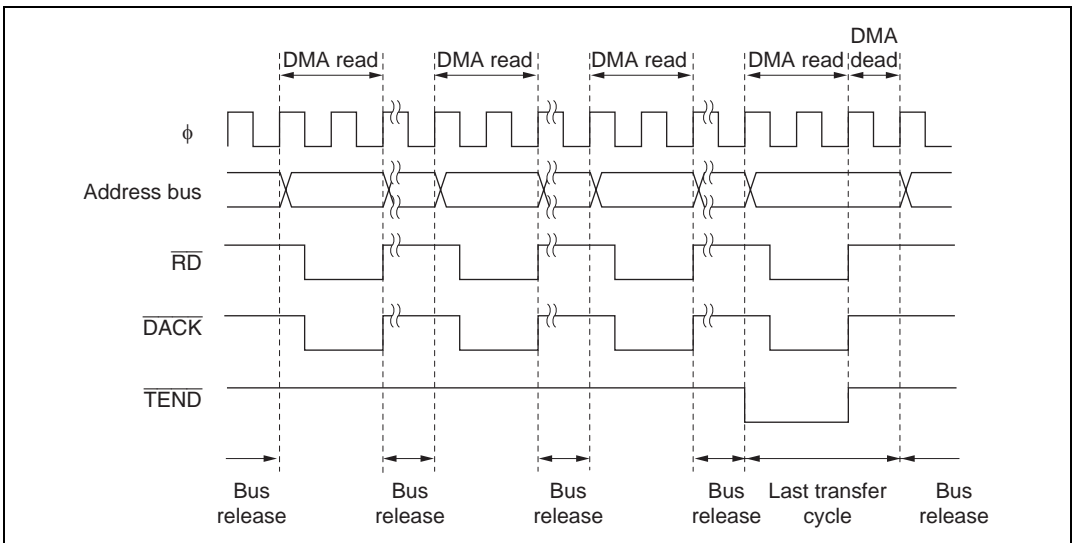 DMA
DMA read DMA read DMA read DMA read dead
φ
Address bus
RD
DACK
TEND
Bus release
Bus release
Bus release
Bus release
Last transfer cycle
Bus release